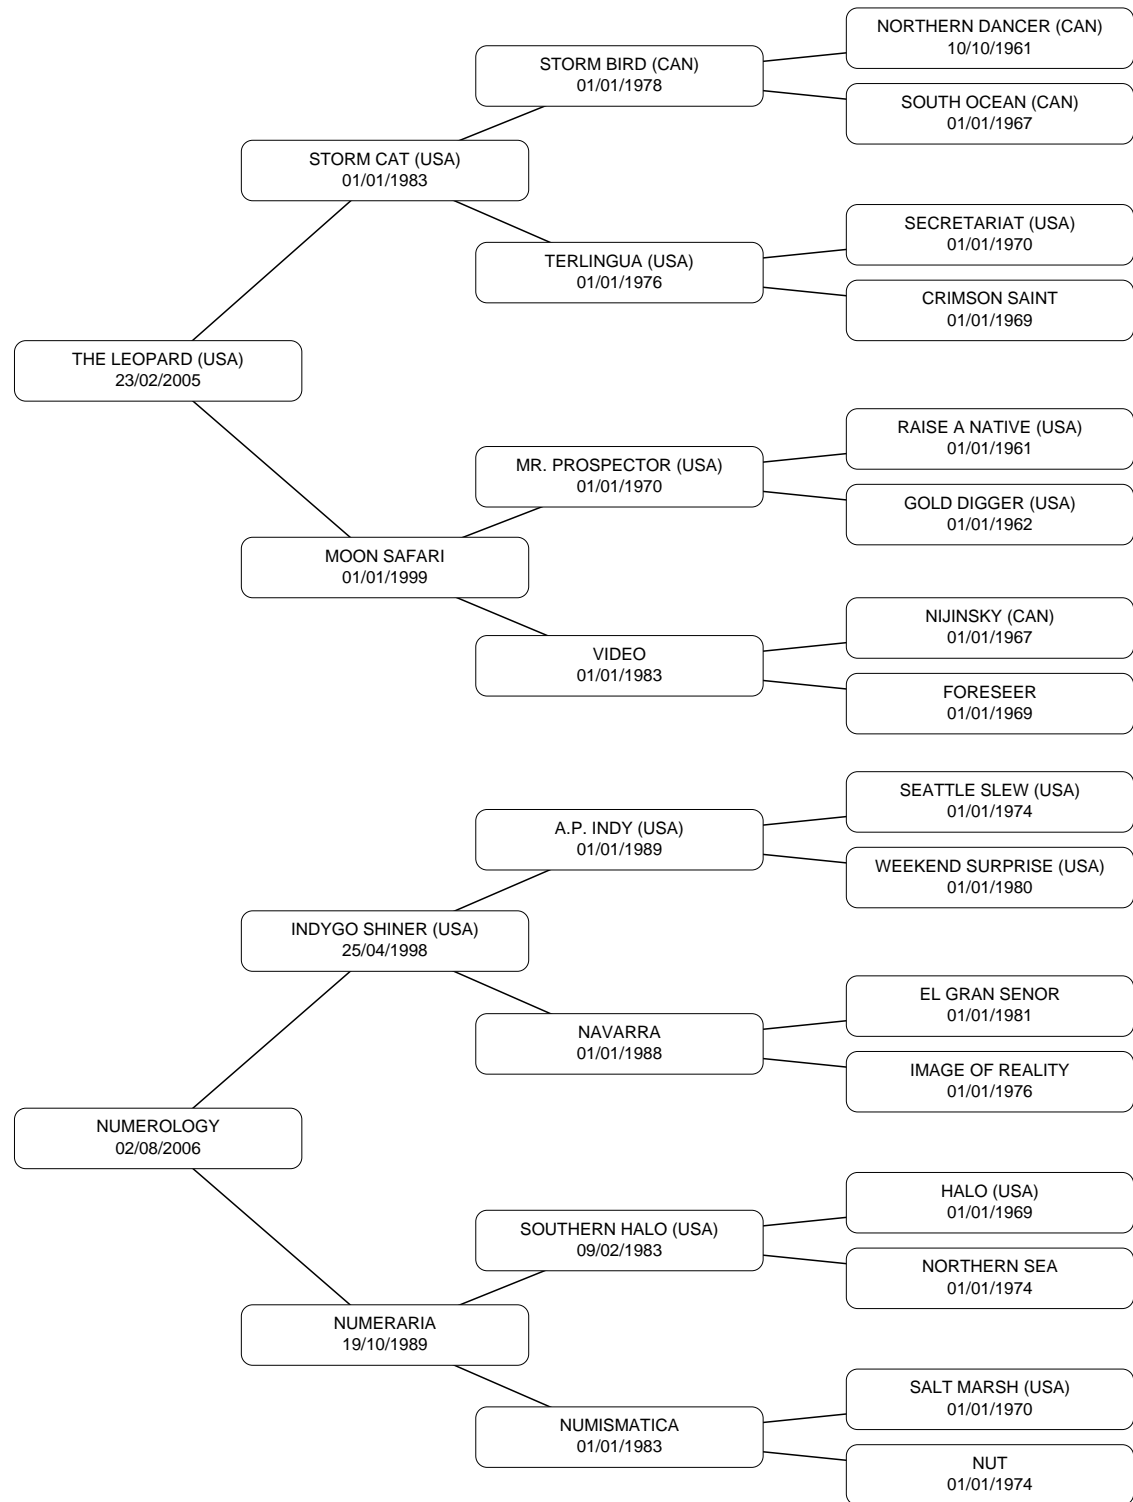 NORTHERN DANCER (CAN)
10/10/1961
STORM BIRD (CAN)
01/01/1978
SOUTH OCEAN (CAN)
01/01/1967
STORM CAT (USA)
01/01/1983
SECRETARIAT (USA)
01/01/1970
TERLINGUA (USA)
01/01/1976
CRIMSON SAINT
01/01/1969
THE LEOPARD (USA)
23/02/2005
RAISE A NATIVE (USA)
01/01/1961
MR. PROSPECTOR (USA)
01/01/1970
GOLD DIGGER (USA)
01/01/1962
MOON SAFARI
01/01/1999
NIJINSKY (CAN)
01/01/1967
VIDEO
01/01/1983
FORESEER
01/01/1969
SEATTLE SLEW (USA)
01/01/1974
A.P. INDY (USA)
01/01/1989
WEEKEND SURPRISE (USA)
01/01/1980
INDYGO SHINER (USA)
25/04/1998
EL GRAN SENOR
01/01/1981
NAVARRA
01/01/1988
IMAGE OF REALITY
01/01/1976
NUMEROLOGY
02/08/2006
HALO (USA)
01/01/1969
SOUTHERN HALO (USA)
09/02/1983
NORTHERN SEA
01/01/1974
NUMERARIA
19/10/1989
SALT MARSH (USA)
01/01/1970
NUMISMATICA
01/01/1983
NUT
01/01/1974